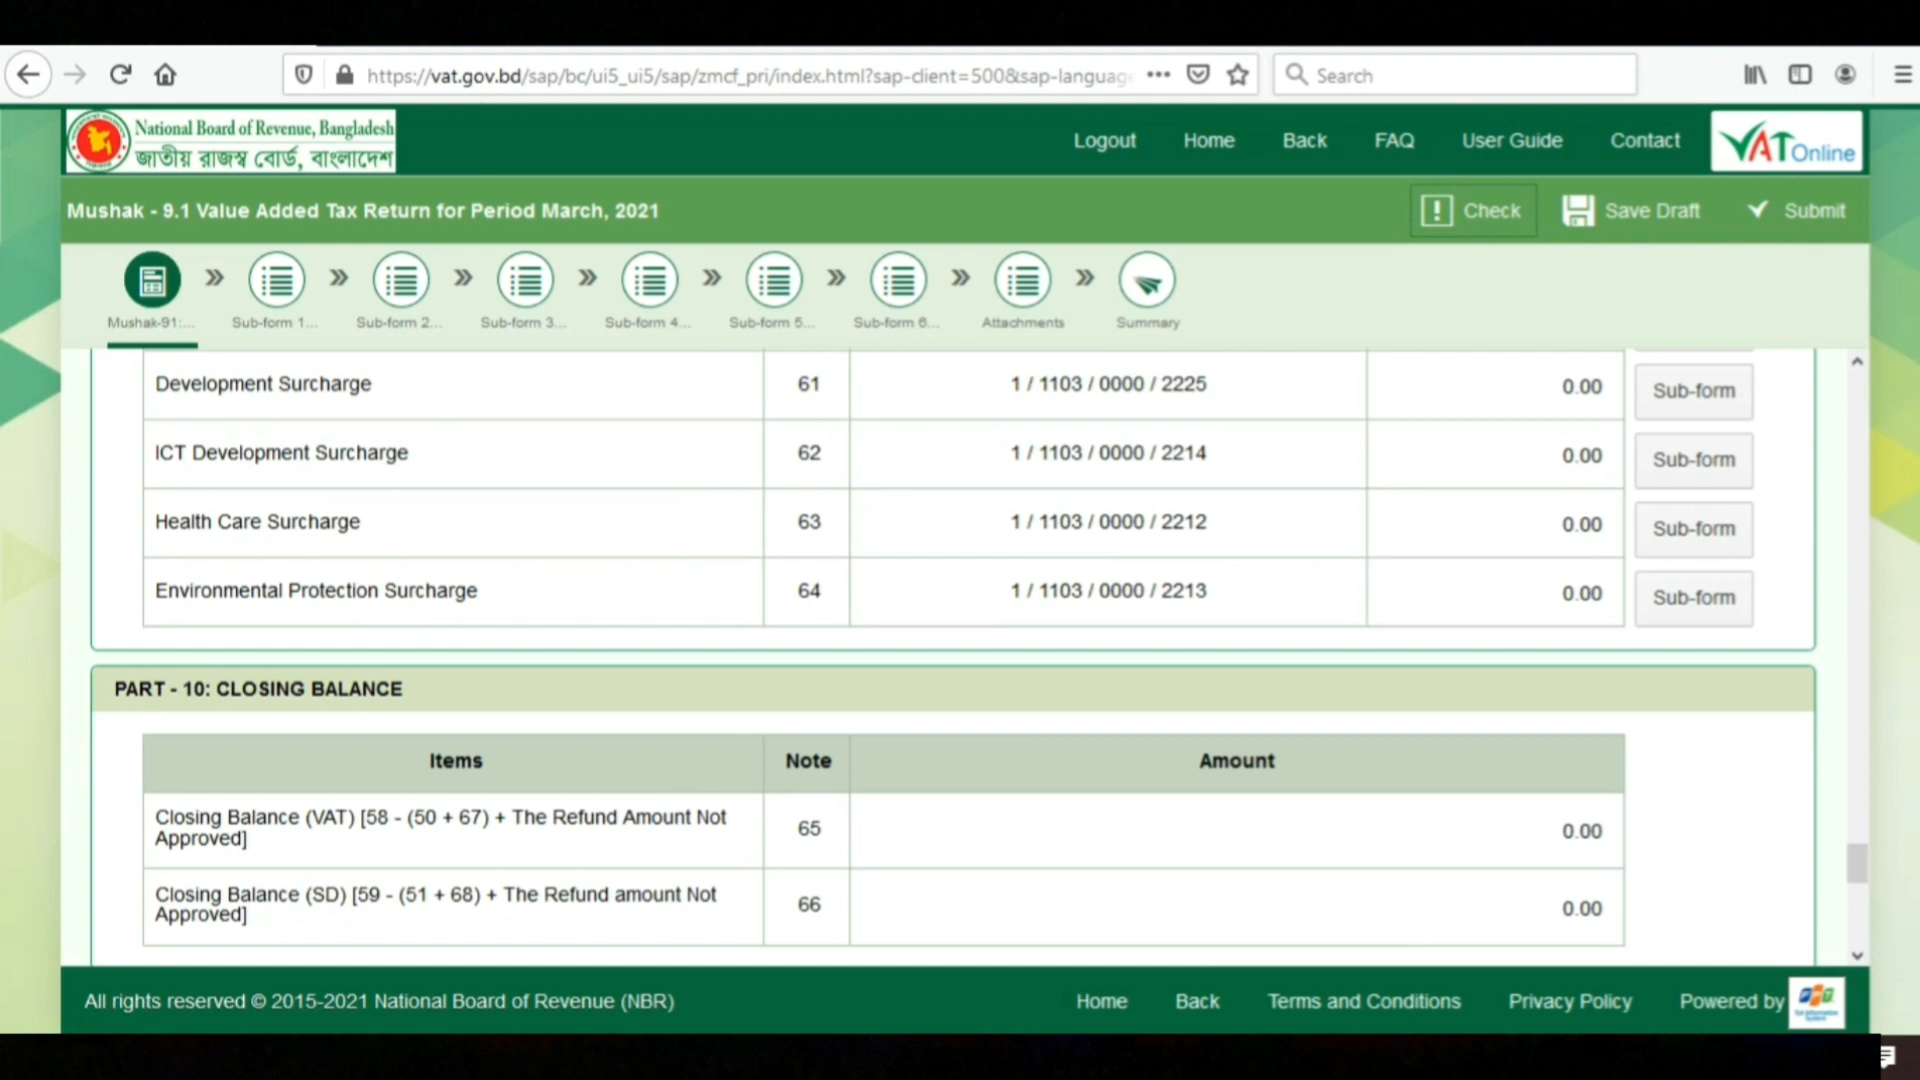 https://vat.gov.bd/sap/bc/ui5_ui5/sap/zmcf_pri/index.html?sap-client=500&sap-language
Search
National Board of Revenue, Bangladesh
জাতীয় রাজস্ব বোর্ড, বাংলাদেশ
Logout Home Back FAQ User Guide Contact VAT Online
Mushak - 9.1 Value Added Tax Return for Period March, 2021
Check Save Draft Submit
Mushak-91:... Sub-form 1... Sub-form 2... Sub-form 3... Sub-form 4... Sub-form 5... Sub-form 6... Attachments Summary
Development Surcharge 61 1 / 1103 / 0000 / 2225 0.00 Sub-form
ICT Development Surcharge 62 1 / 1103 / 0000 / 2214 0.00 Sub-form
Health Care Surcharge 63 1 / 1103 / 0000 / 2212 0.00 Sub-form
Environmental Protection Surcharge 64 1 / 1103 / 0000 / 2213 0.00 Sub-form
PART - 10: CLOSING BALANCE
Items Note Amount
Closing Balance (VAT) [58 - (50 + 67) + The Refund Amount Not
Approved] 65 0.00
Closing Balance (SD) [59 - (51 + 68) + The Refund amount Not
Approved] 66 0.00
All rights reserved © 2015-2021 National Board of Revenue (NBR)
Home Back Terms and Conditions Privacy Policy Powered by
FPT